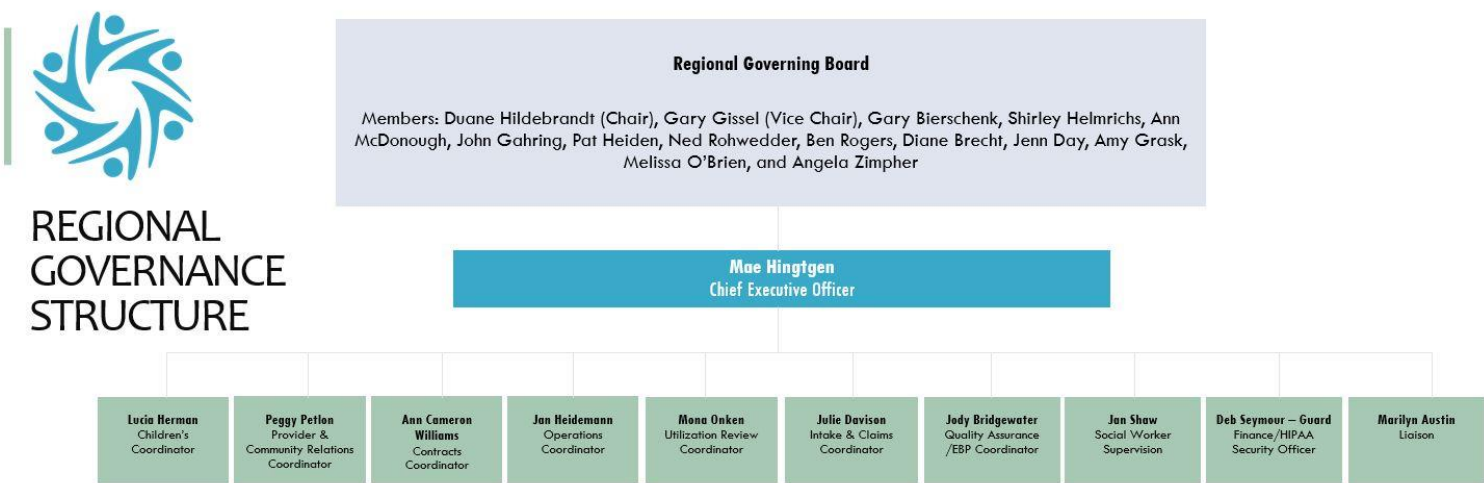 REGIONAL
GOVERNANCE
STRUCTURE
Regional Governing Board
Members: Duane Hildebrandt (Chair), Gary Gissel (Vice Chair), Gary Bierschenk, Shirley Helmrichs, Ann
McDonough, John Gahring, Pat Heiden, Ned Rohwedder, Ben Rogers, Diane Brecht, Jenn Day, Amy Grask,
Melissa O'Brien, and Angela Zimpher
Mae Hingtgen
Chief Executive Officer
Lucia Herman
Children's
Coordinator
Peggy Petlon
Provider &
Community Relations
Coordinator
Ann Cameron
Williams
Contracts
Coordinator
Jan Heidemann
Operations
Coordinator
Mona Onken
Utilization Review
Coordinator
Julie Davison
Intake & Claims
Coordinator
Jody Bridgewater
Quality Assurance
/EBP Coordinator
Jan Shaw
Social Worker
Supervision
Deb Seymour – Guard
Finance/HIPAA
Security Officer
Marilyn Austin
Liaison